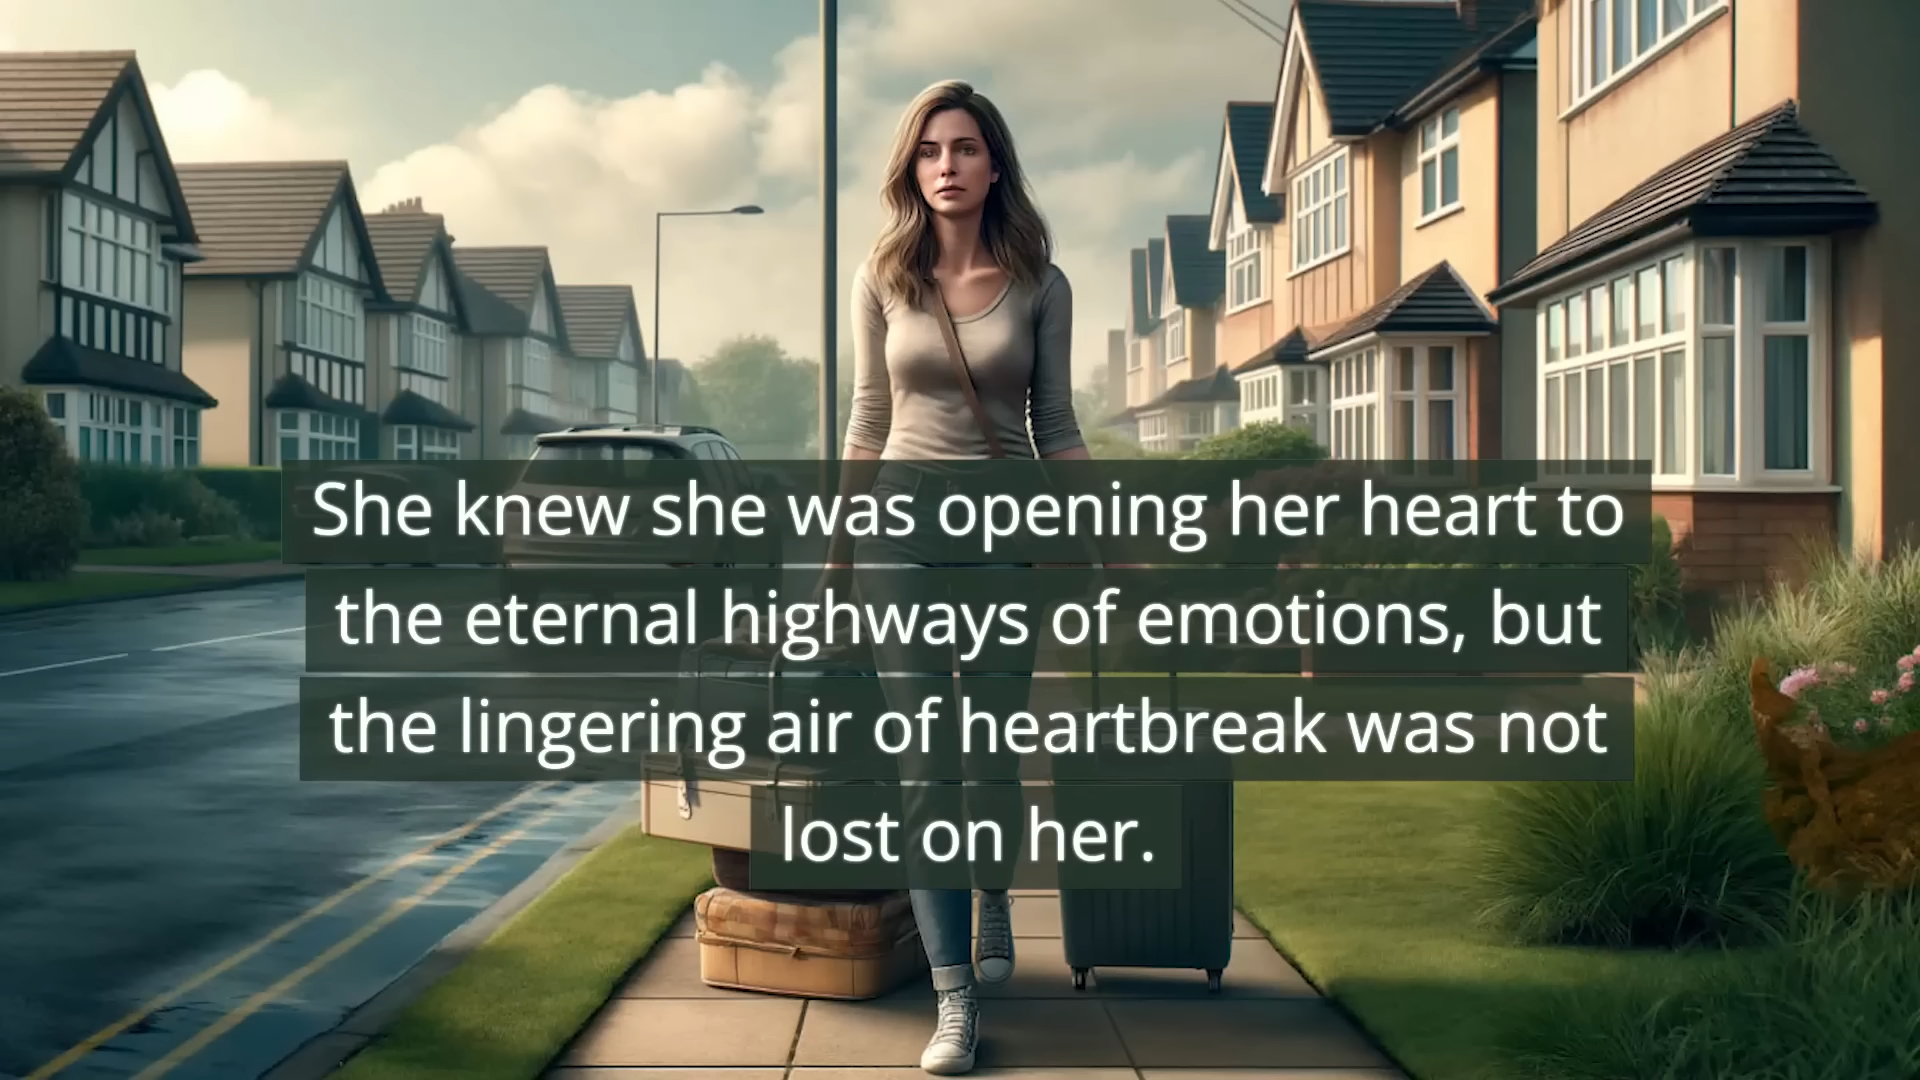 She knew she was opening her heart to
the eternal highways of emotions, but
the lingering air of heartbreak was not
lost on her.